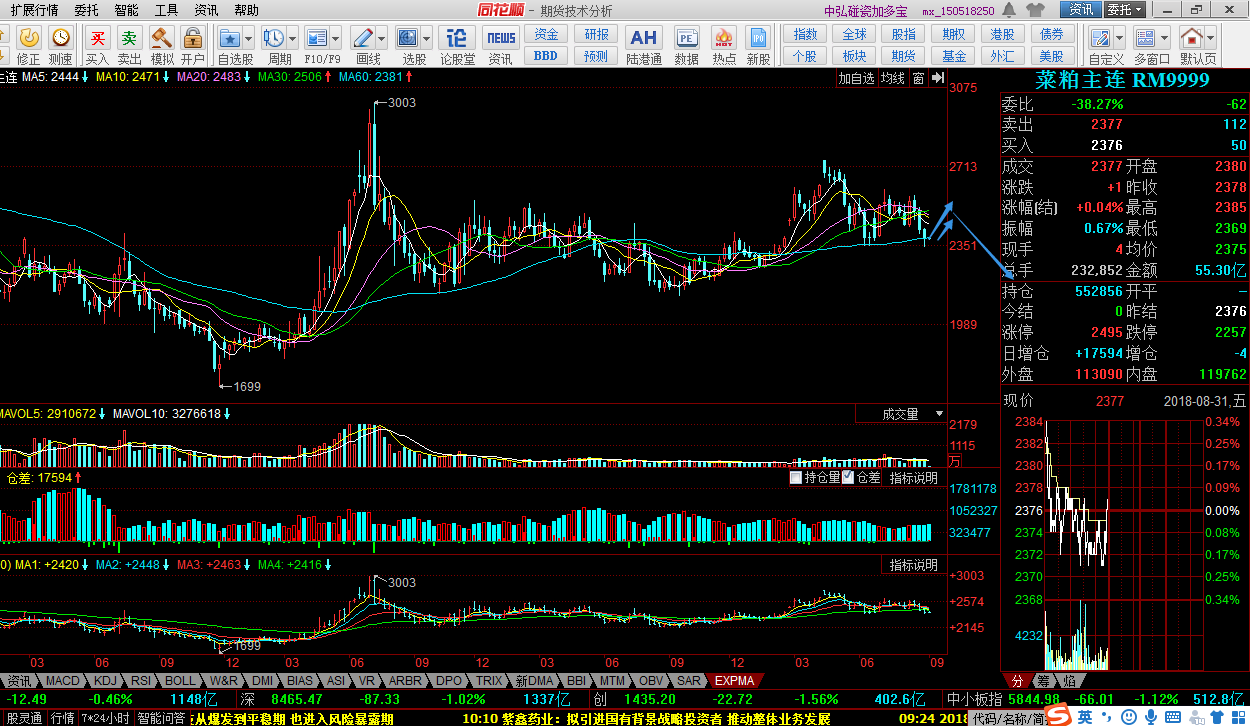 扩展行情 委托 智能 工具 资讯 帮助 同花顺 - 期货技术分析 中弘碰瓷加多宝 mx_150518250 资讯 委托
买 卖 论 NEWS 资金 研报 AH PE HOT IPO 指数 全球 股指 期权 港股 债券
修正 测速 买入 卖出 模拟 开户 自选股 周期 F10/F9 画线 选股 论股堂 资讯 BBD 预测 陆港通 数据 热点 新股 个股 板块 期货 基金 外汇 美股 自定义 多窗口 默认页
主连 MA5: 2444↓ MA10: 2471↓ MA20: 2483↓ MA30: 2506↑ MA60: 2381↑ 加自选 均线 窗
3075
3003
2713
2351
1989
1699
MAVOL5: 2910672↓ MAVOL10: 3276618↓ 成交量
2179
1115
万
仓差: 17594↑ 持仓量 仓差 指标说明
1781178
1052327
323477
0) MA1: +2420↓ MA2: +2448↓ MA3: +2463↓ MA4: +2416↓ 指标说明
+3003
3003
+2574
+2145
1699
03 06 09 12 03 06 09 12 03 06 09 12 03 06 09
资讯 MACD KDJ RSI BOLL W&R DMI BIAS ASI VR ARBR DPO TRIX 新DMA BBI MTM OBV SAR EXPMA
菜粕主连 RM9999
委比 -38.27% -62
卖出 2377 112
买入 2376 50
成交 2377 开盘 2380
涨跌 +1 昨收 2378
涨幅(结) +0.04% 最高 2385
振幅 0.67% 最低 2369
现手 4 均价 2375
手 232,852 金额 55.30亿
持仓 552856 开平 –
今结 0 昨结 2376
涨停 2495 跌停 2257
日增仓 +17594 增仓 -4
外盘 113090 内盘 119762
现价 2377 2018-08-31,五
2384 0.34%
2382 0.25%
2380 0.17%
2378 0.09%
2376 0.00%
2374 0.08%
2372 0.17%
2370 0.25%
2368 0.34%
4232
分 筹 焰
-12.49 -0.46% 1148亿 深 8465.47 -87.33 -1.02% 1337亿 创 1435.20 -22.72 -1.56% 402.6亿 中小板指 5844.98 -66.01 -1.12% 512.8亿
股灵通 行情 7*24小时 智能问答 从爆发到平稳期 也进入风险暴露期 10:10 紫鑫药业: 拟引进国有背景战略投资者 推动整体业务发展 09:24 2018 代码/名称/简 英